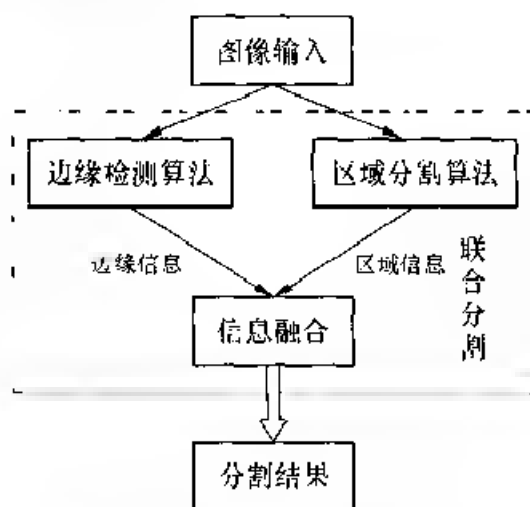 图像输入
边缘检测算法
区域分割算法
边缘信息
区域信息
联合分割
信息融合
分割结果